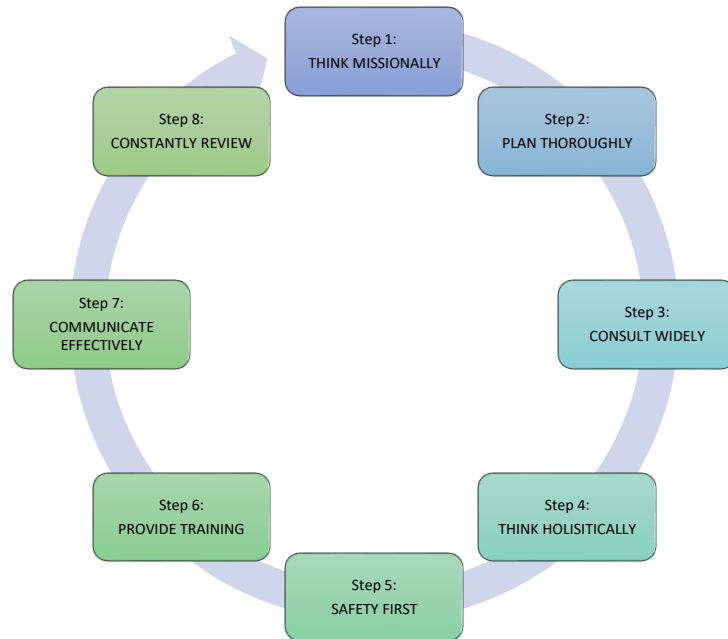 Step 1:
THINK MISSIONALLY
Step 2:
PLAN THOROUGHLY
Step 3:
CONSULT WIDELY
Step 4:
THINK HOLISITICALLY
Step 5:
SAFETY FIRST
Step 6:
PROVIDE TRAINING
Step 7:
COMMUNICATE
EFFECTIVELY
Step 8:
CONSTANTLY REVIEW